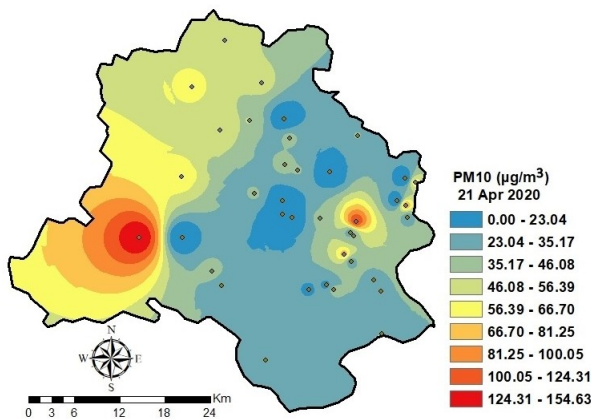 PM10 (µg/m³)
21 Apr 2020
0.00 - 23.04
23.04 - 35.17
35.17 - 46.08
46.08 - 56.39
56.39 - 66.70
66.70 - 81.25
81.25 - 100.05
100.05 - 124.31
124.31 - 154.63
N
W E
S
Km
0 3 6 12 18 24